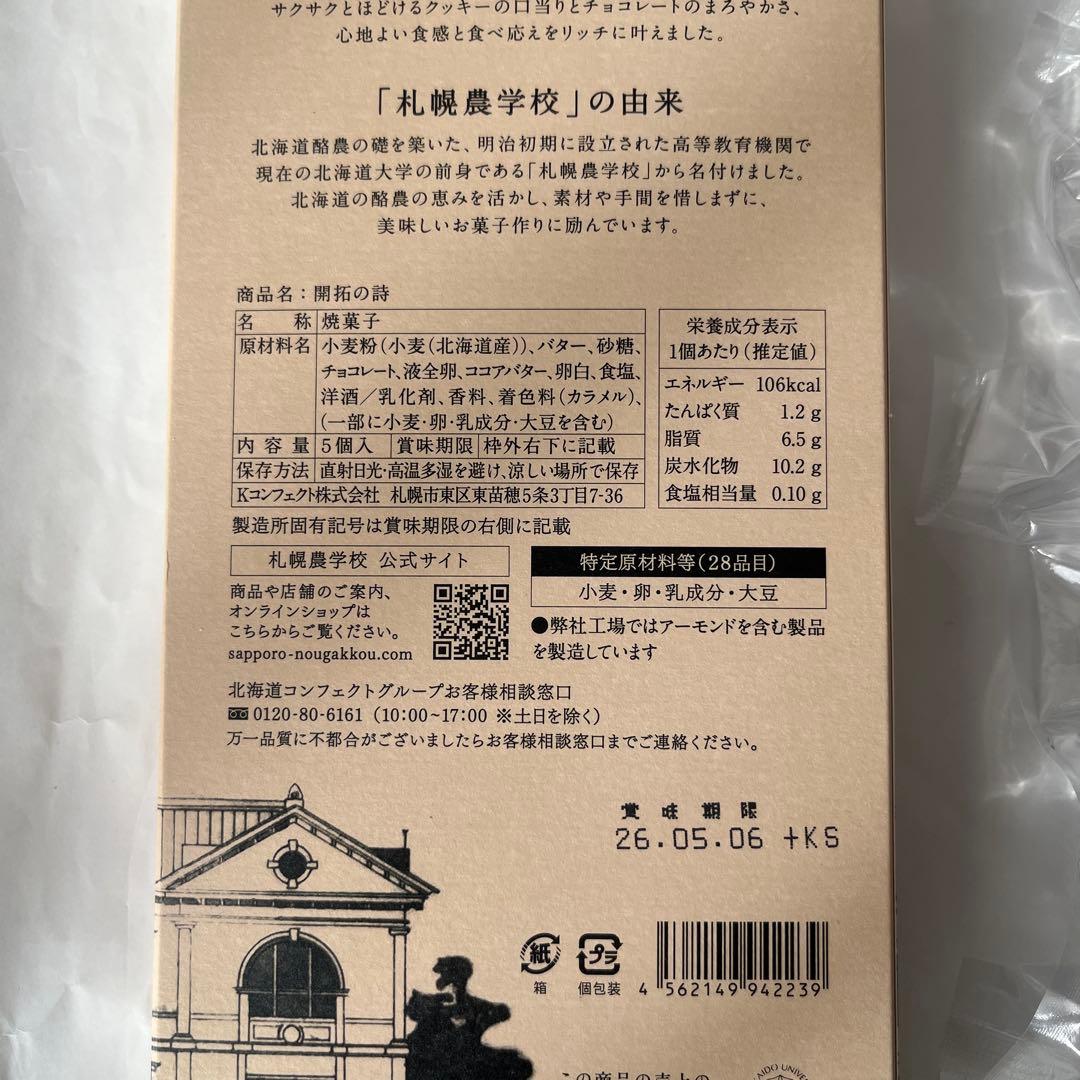 サクサクとほどけるクッキーの口当りとチョコレートのまろやかさ、
心地よい食感と食べ応えをリッチに叶えました。
「札幌農学校」の由来
北海道酪農の礎を築いた、明治初期に設立された高等教育機関で
現在の北海道大学の前身である「札幌農学校」から名付けました。
北海道の酪農の恵みを活かし、素材や手間を惜しまずに、
美味しいお菓子作りに励んでいます。
商品名：開拓の詩
名称 焼菓子
原材料名 小麦粉（小麦（北海道産））、バター、砂糖、
チョコレート、液全卵、ココアバター、卵白、食塩、
洋酒／乳化剤、香料、着色料（カラメル）、
（一部に小麦・卵・乳成分・大豆を含む）
内容量 5個入 賞味期限 枠外右下に記載
保存方法 直射日光・高温多湿を避け、涼しい場所で保存
Kコンフェクト株式会社 札幌市東区東苗穂5条3丁目7-36
栄養成分表示
1個あたり（推定値）
エネルギー 106kcal
たんぱく質 1.2g
脂質 6.5g
炭水化物 10.2g
食塩相当量 0.10g
製造所固有記号は賞味期限の右側に記載
札幌農学校 公式サイト
商品や店舗のご案内、
オンラインショップは
こちらからご覧ください。
sapporo-nougakkou.com
特定原材料等（28品目）
小麦・卵・乳成分・大豆
●弊社工場ではアーモンドを含む製品
を製造しています
北海道コンフェクトグループお客様相談窓口
0120-80-6161（10:00~17:00 ※土日を除く）
万一品質に不都合がございましたらお客様相談窓口までご連絡ください。
賞味期限
26.05.06 +KS
紙
箱
プラ
個包装
4 562149 942239
この商品の売上の
AIDO UNIVER